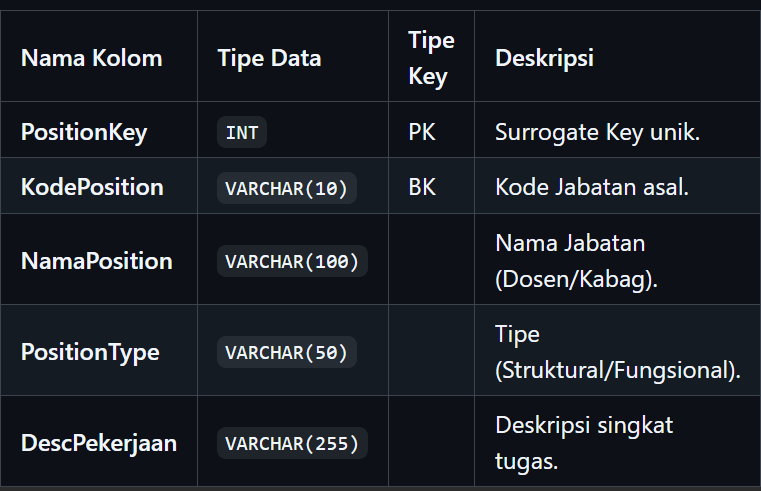 Nama Kolom Tipe Data Tipe Key Deskripsi
PositionKey INT PK Surrogate Key unik.
KodePosition VARCHAR(10) BK Kode Jabatan asal.
NamaPosition VARCHAR(100) Nama Jabatan (Dosen/Kabag).
PositionType VARCHAR(50) Tipe (Struktural/Fungsional).
DescPekerjaan VARCHAR(255) Deskripsi singkat tugas.